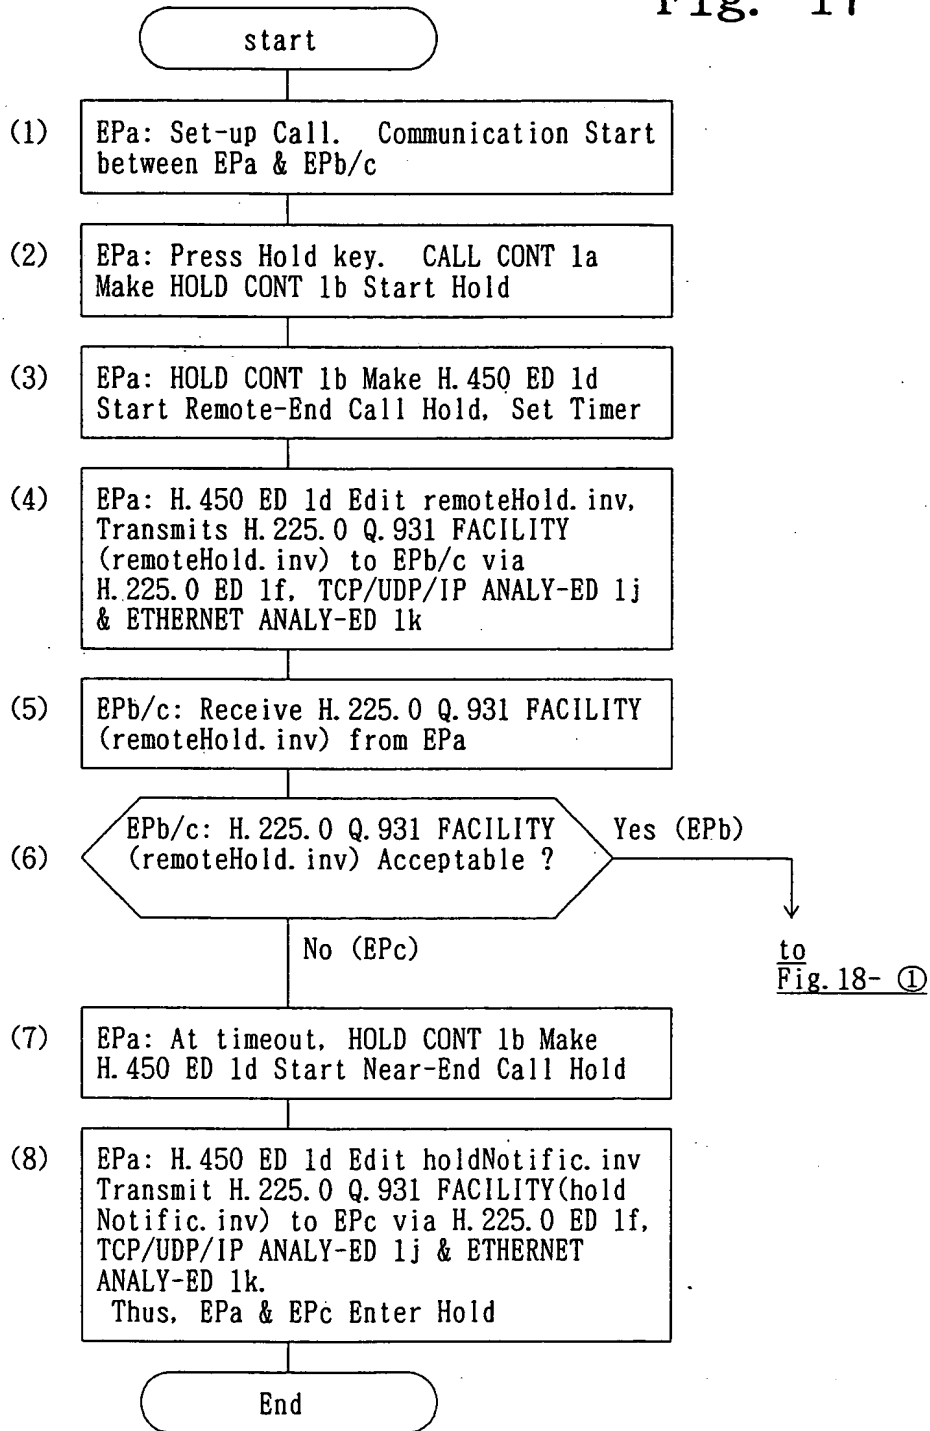 Fig. 17
start
(1) EPa: Set-up Call. Communication Start
between EPa & EPb/c
(2) EPa: Press Hold key. CALL CONT 1a
Make HOLD CONT 1b Start Hold
(3) EPa: HOLD CONT 1b Make H.450 ED 1d
Start Remote-End Call Hold, Set Timer
(4) EPa: H.450 ED 1d Edit remoteHold.inv,
Transmits H.225.0 Q.931 FACILITY
(remoteHold.inv) to EPb/c via
H.225.0 ED 1f, TCP/UDP/IP ANALY-ED 1j
& ETHERNET ANALY-ED 1k
(5) EPb/c: Receive H.225.0 Q.931 FACILITY
(remoteHold.inv) from EPa
EPb/c: H.225.0 Q.931 FACILITY
(6) (remoteHold.inv) Acceptable ?
Yes (EPb)
No (EPc)
to
Fig.18- ①
(7) EPa: At timeout, HOLD CONT 1b Make
H.450 ED 1d Start Near-End Call Hold
(8) EPa: H.450 ED 1d Edit holdNotific.inv
Transmit H.225.0 Q.931 FACILITY(hold
Notific.inv) to EPc via H.225.0 ED 1f,
TCP/UDP/IP ANALY-ED 1j & ETHERNET
ANALY-ED 1k.
Thus, EPa & EPc Enter Hold
End